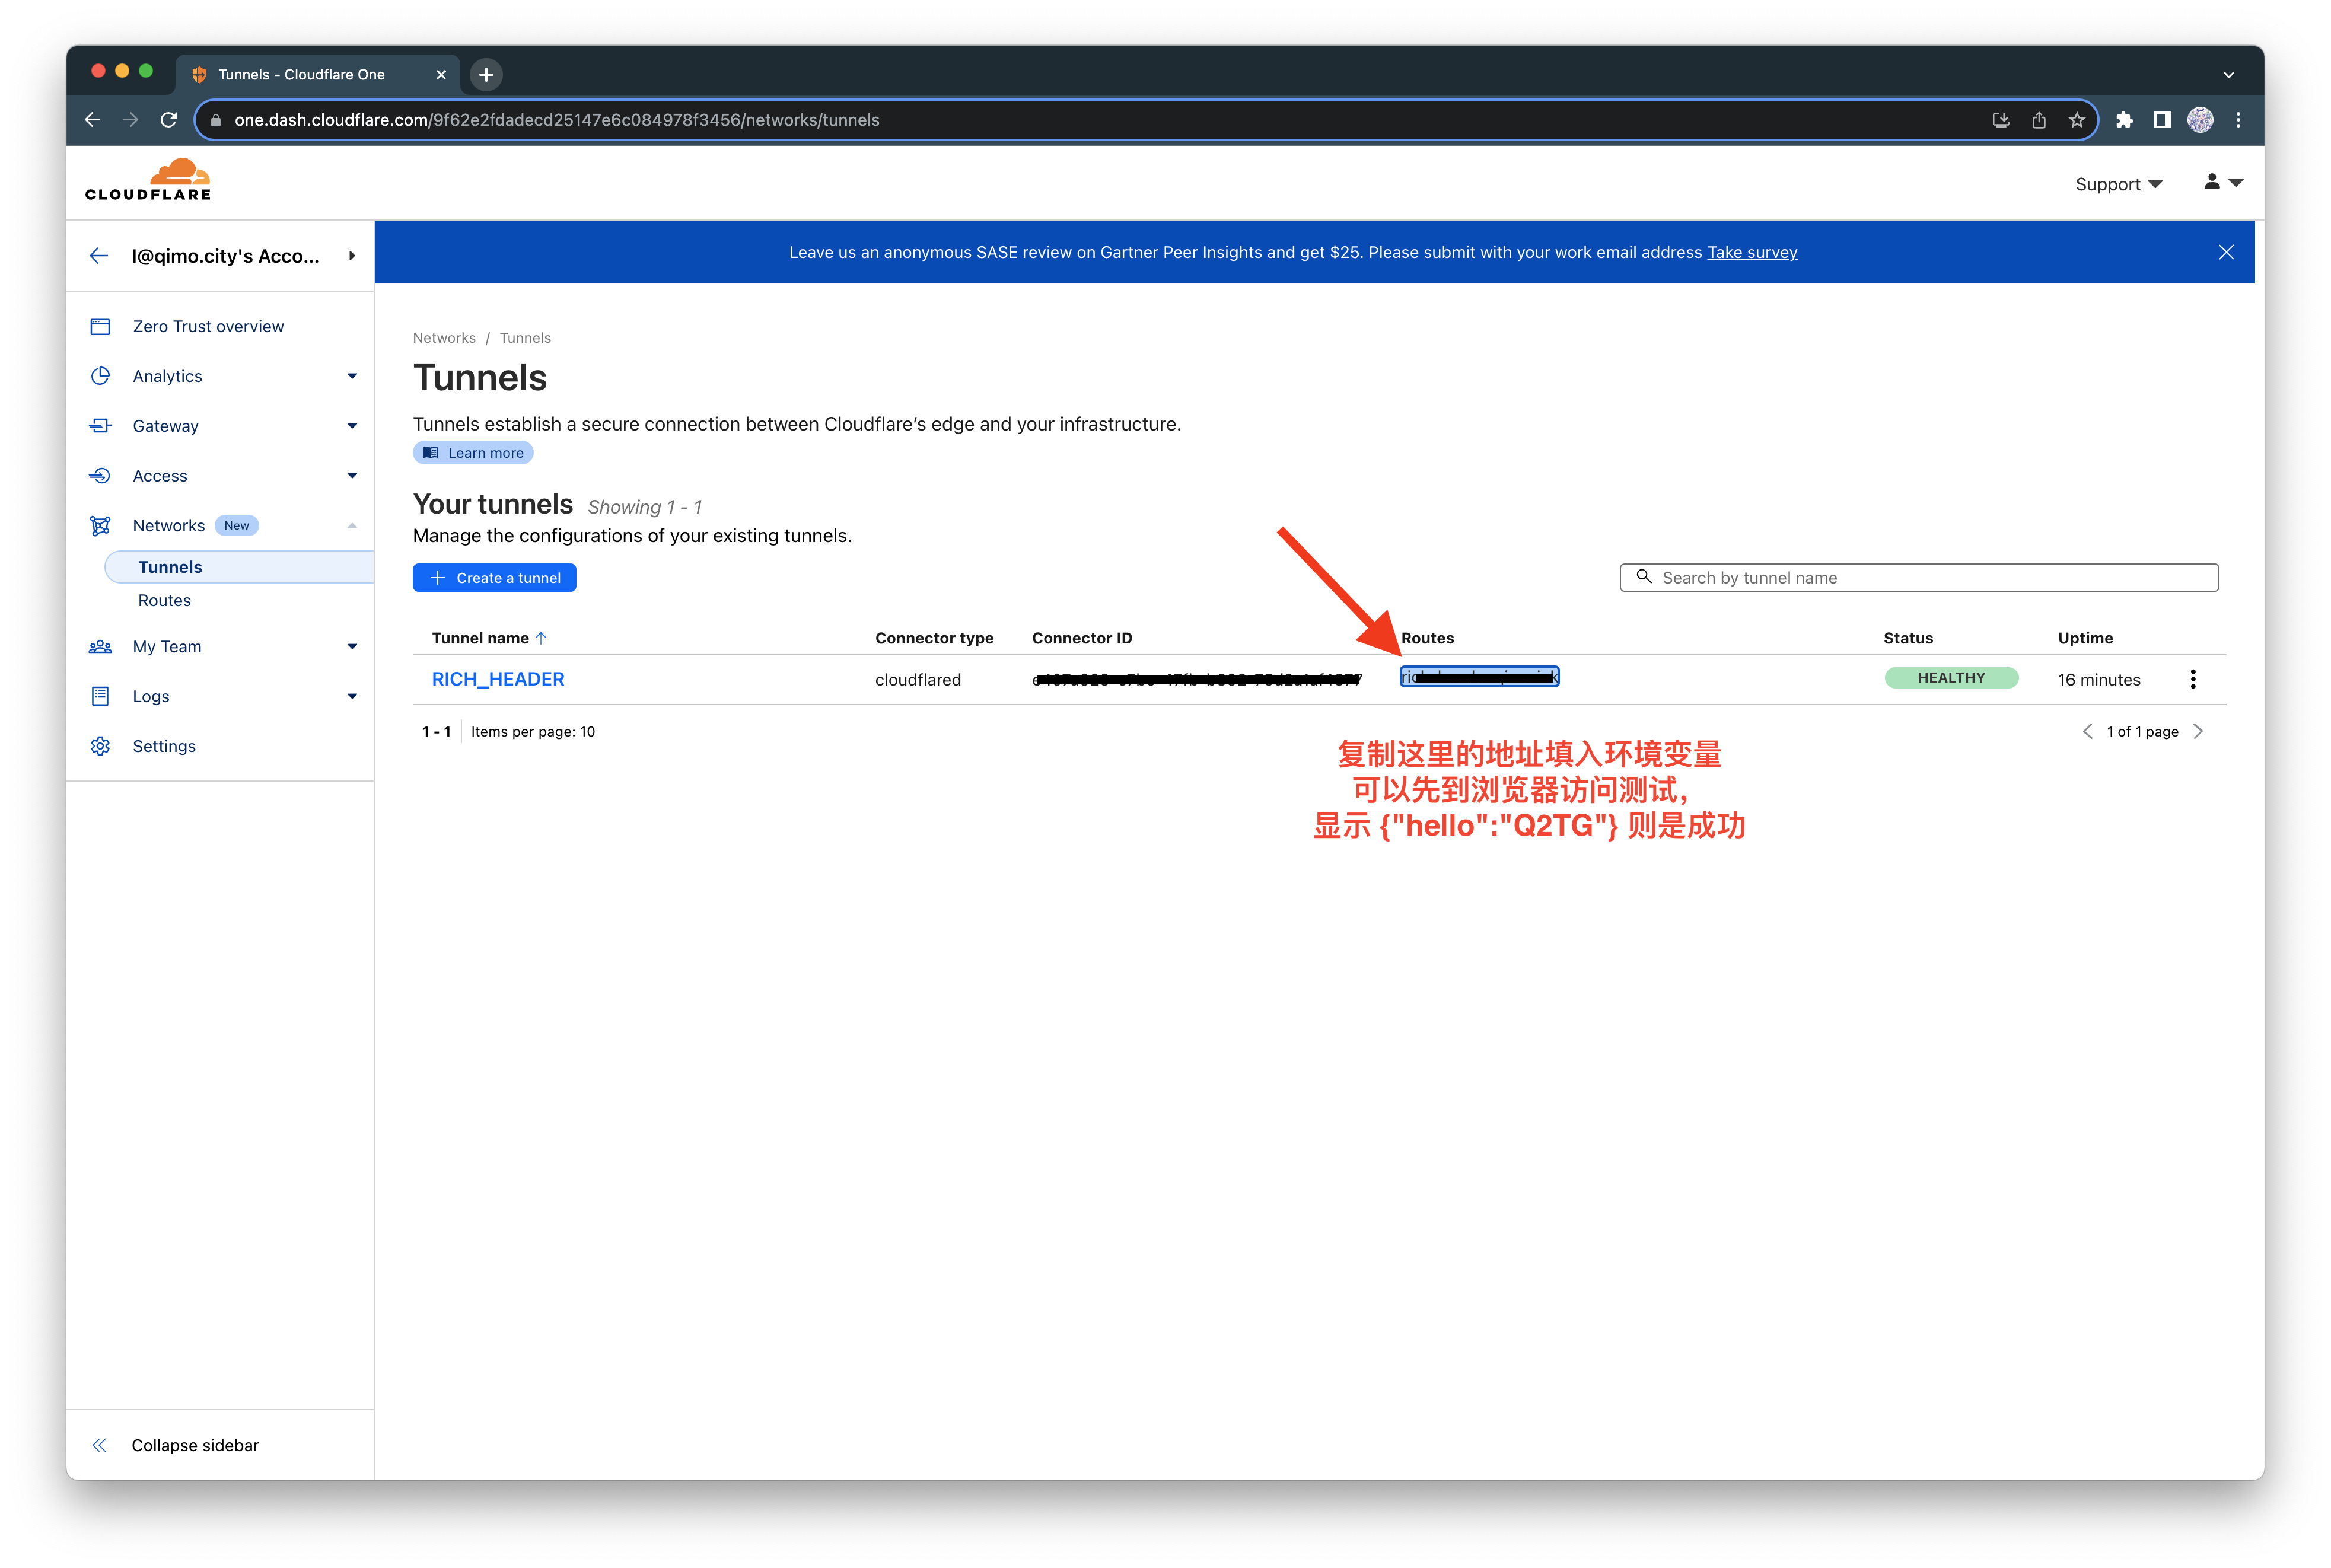 Tunnels - Cloudflare One
one.dash.cloudflare.com/9f62e2fdadecd25147e6c084978f3456/networks/tunnels
CLOUDFLARE
Support
I@qimo.city's Acco...
Leave us an anonymous SASE review on Gartner Peer Insights and get $25. Please submit with your work email address Take survey
Zero Trust overview
Analytics
Gateway
Access
Networks New
Tunnels
Routes
My Team
Logs
Settings
Collapse sidebar
Networks / Tunnels
Tunnels
Tunnels establish a secure connection between Cloudflare’s edge and your infrastructure.
Learn more
Your tunnels Showing 1 - 1
Manage the configurations of your existing tunnels.
Create a tunnel
Search by tunnel name
Tunnel name Connector type Connector ID Routes Status Uptime
RICH_HEADER cloudflared HEALTHY 16 minutes
1 - 1 Items per page: 10
1 of 1 page
复制这里的地址填入环境变量
可以先到浏览器访问测试，
显示 {"hello":"Q2TG"} 则是成功